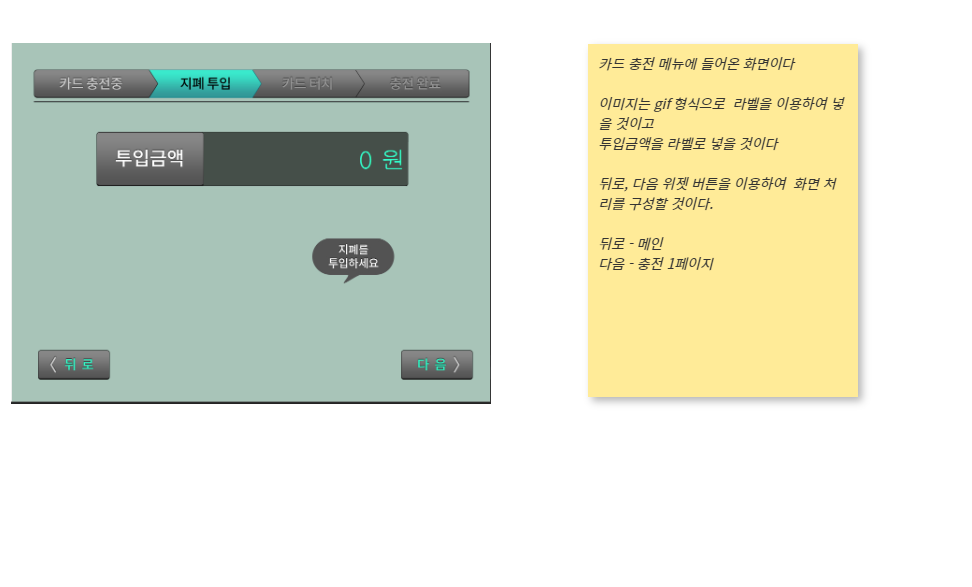 카드 충전중
지폐 투입
카드 터치
충전 완료
투입금액
0 원
지폐를
투입하세요
〈 뒤 로
다 음 〉
카드 충전 메뉴에 들어온 화면이다
이미지는 gif 형식으로 라벨을 이용하여 넣
을 것이고
투입금액을 라벨로 넣을 것이다
뒤로, 다음 위젯 버튼을 이용하여 화면 처
리를 구성할 것이다.
뒤로 - 메인
다음 - 충전 1페이지